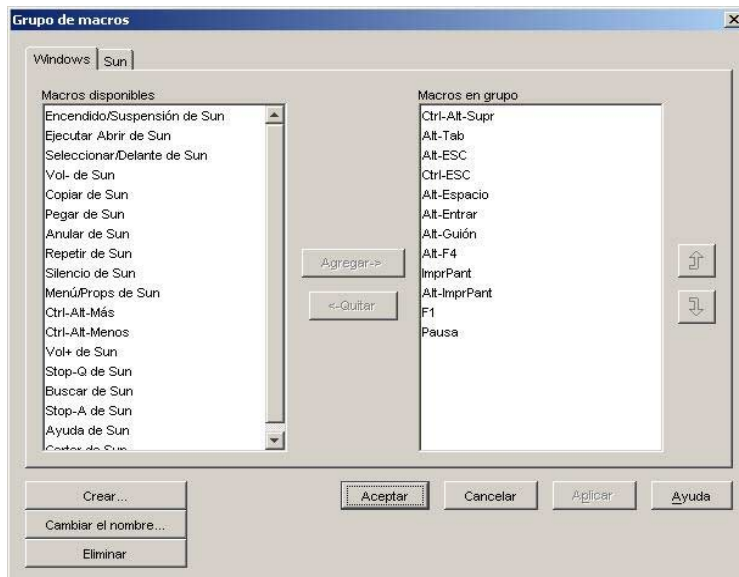 Grupo de macros
Windows
Sun
Macros disponibles
Encendido/Suspensión de Sun
Ejecutar Abrir de Sun
Seleccionar/Delante de Sun
Vol- de Sun
Copiar de Sun
Pegar de Sun
Anular de Sun
Repetir de Sun
Silencio de Sun
Menú/Props de Sun
Ctrl-Alt-Más
Ctrl-Alt-Menos
Vol+ de Sun
Stop-Q de Sun
Buscar de Sun
Stop-A de Sun
Ayuda de Sun
Cortar de Sun
Agregar->
<-Quitar
Macros en grupo
Ctrl-Alt-Supr
Alt-Tab
Alt-ESC
Ctrl-ESC
Alt-Espacio
Alt-Entrar
Alt-Guión
Alt-F4
ImprPant
Alt-ImprPant
F1
Pausa
Crear...
Cambiar el nombre...
Eliminar
Aceptar
Cancelar
Aplicar
Ayuda